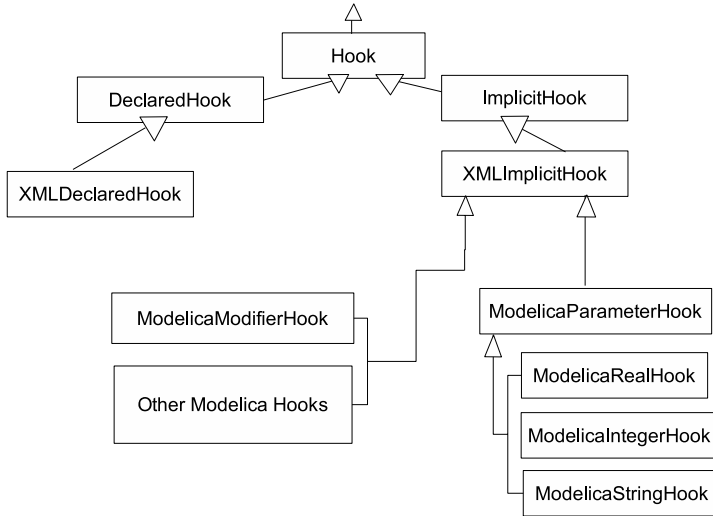 Hook
DeclaredHook
ImplicitHook
XMLDeclaredHook
XMLImplicitHook
ModelicaModifierHook
ModelicaParameterHook
Other Modelica Hooks
ModelicaRealHook
ModelicaIntegerHook
ModelicaStringHook